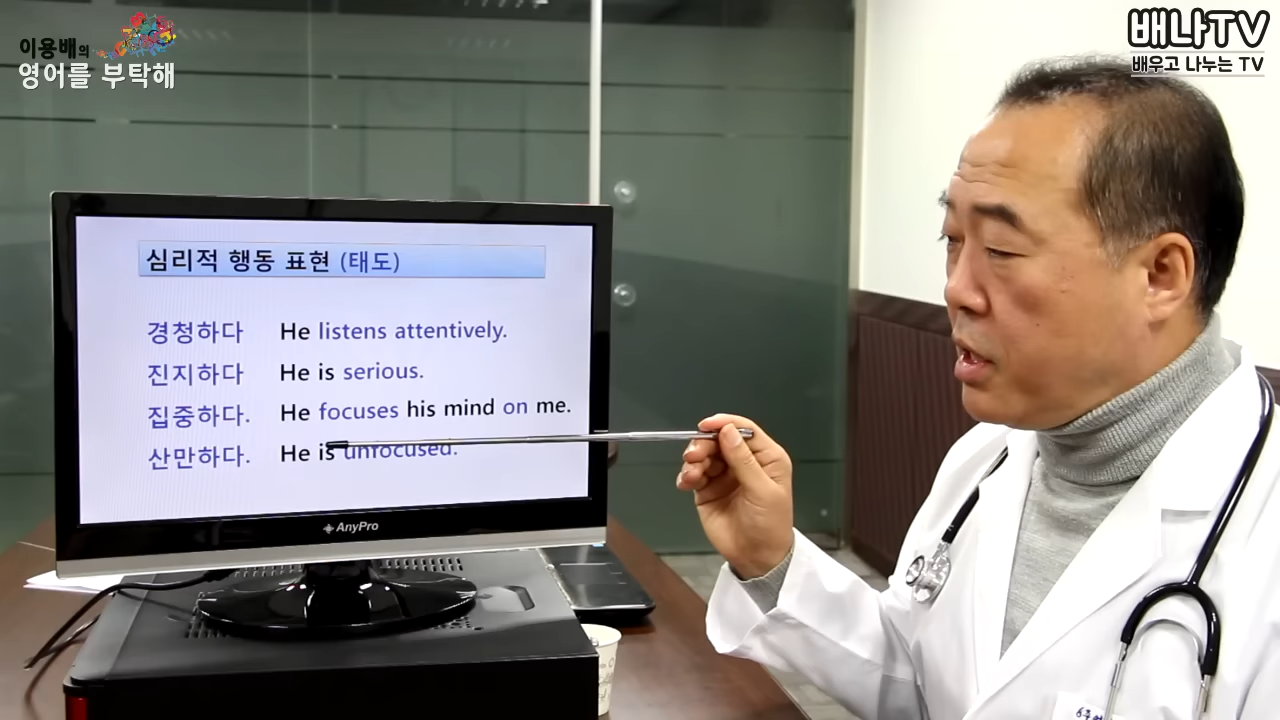 이용배의
영어를 부탁해
배나TV
배우고 나누는 TV
심리적 행동 표현 (태도)
경청하다 He listens attentively.
진지하다 He is serious.
집중하다. He focuses his mind on me.
산만하다. He is unfocused.
AnyPro